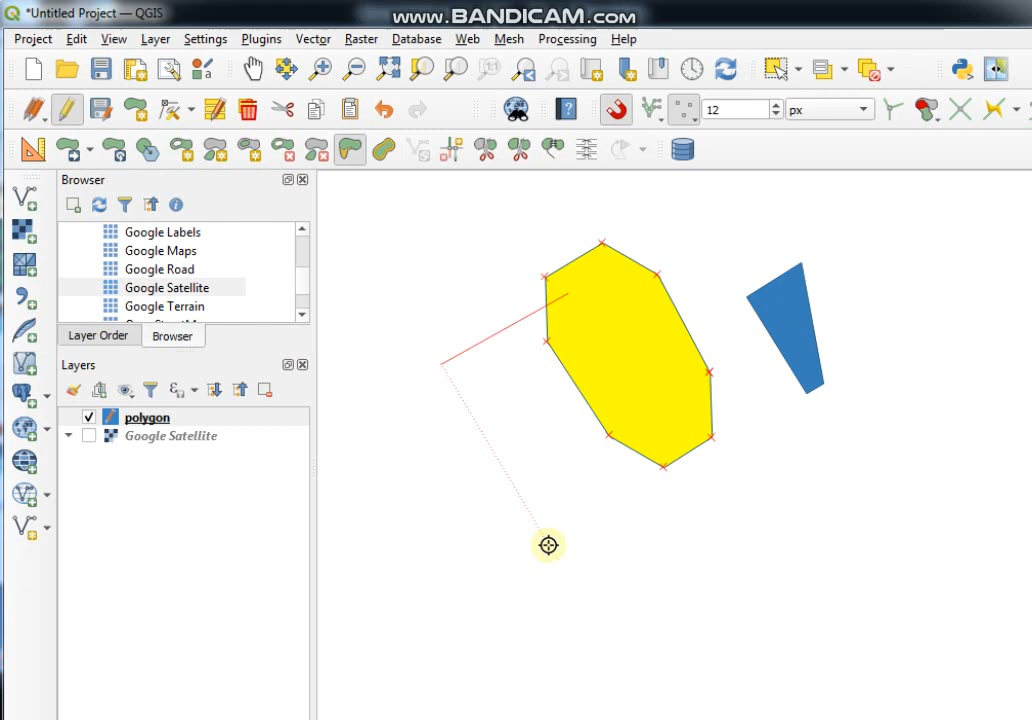 *Untitled Project — QGIS
WWW.BANDICAM.COM
Project Edit View Layer Settings Plugins Vector Raster Database Web Mesh Processing Help
12 px
Browser
Google Labels
Google Maps
Google Road
Google Satellite
Google Terrain
Layer Order Browser
Layers
polygon
Google Satellite